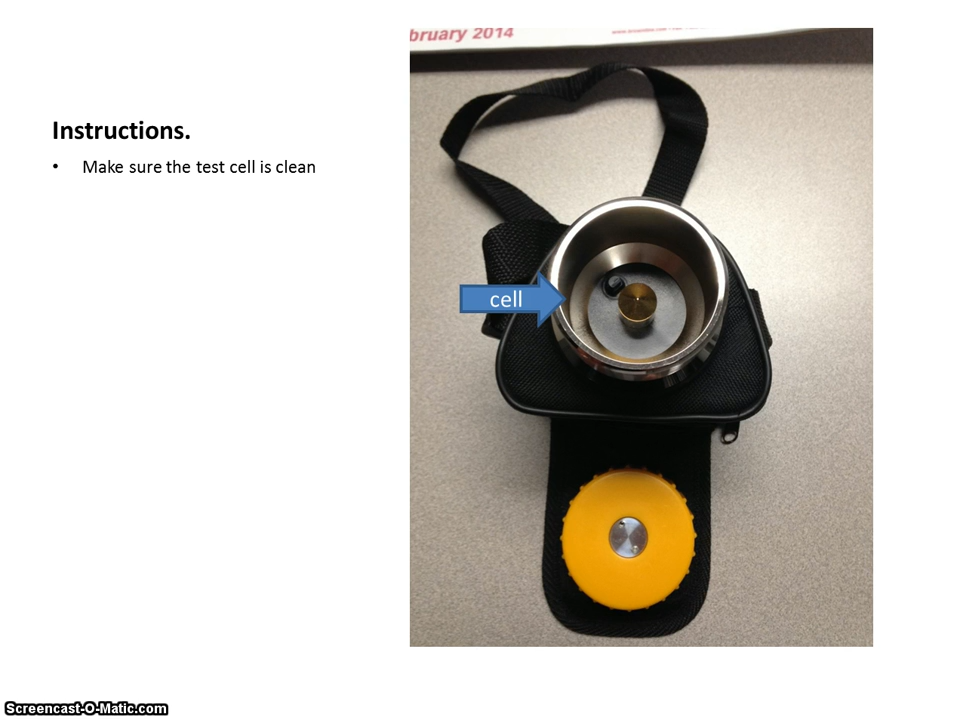 bruary 2014
Instructions.
• Make sure the test cell is clean
cell
Screencast-O-Matic.com